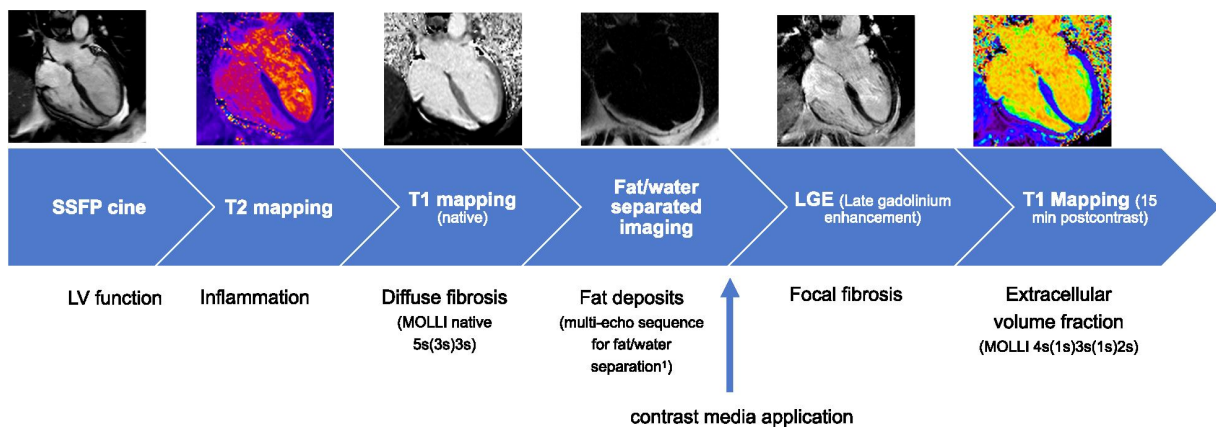 SSFP cine
T2 mapping
T1 mapping
(native)
Fat/water
separated
imaging
LGE (Late gadolinium
enhancement)
T1 Mapping (15
min postcontrast)
LV function
Inflammation
Diffuse fibrosis
(MOLLI native
5s(3s)3s)
Fat deposits
(multi-echo sequence
for fat/water
separation¹)
Focal fibrosis
Extracellular
volume fraction
(MOLLI 4s(1s)3s(1s)2s)
contrast media application